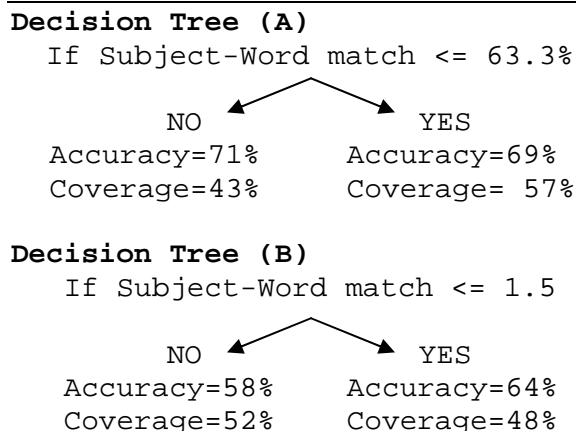 Decision Tree (A)
If Subject-Word match <= 63.3%
NO YES
Accuracy=71% Accuracy=69%
Coverage=43% Coverage= 57%
Decision Tree (B)
If Subject-Word match <= 1.5
NO YES
Accuracy=58% Accuracy=64%
Coverage=52% Coverage=48%